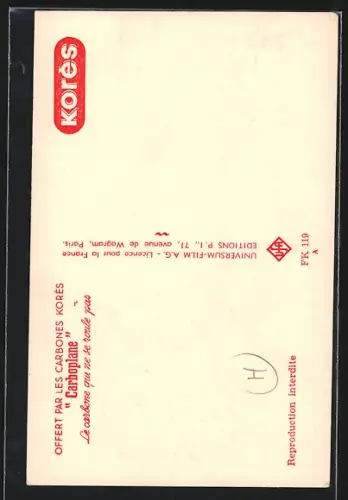 Korès
OFFERT PAR LES CARBONES KORÈS
"Carboplane"
Le carbone qui ne se roule pas
UNIVERSUM-FILM A.G. - Licence pour la France
EDITIONS P. I., 71, avenue de Wagram, Paris.
UFA
FK 119
A
Reproduction interdite
H